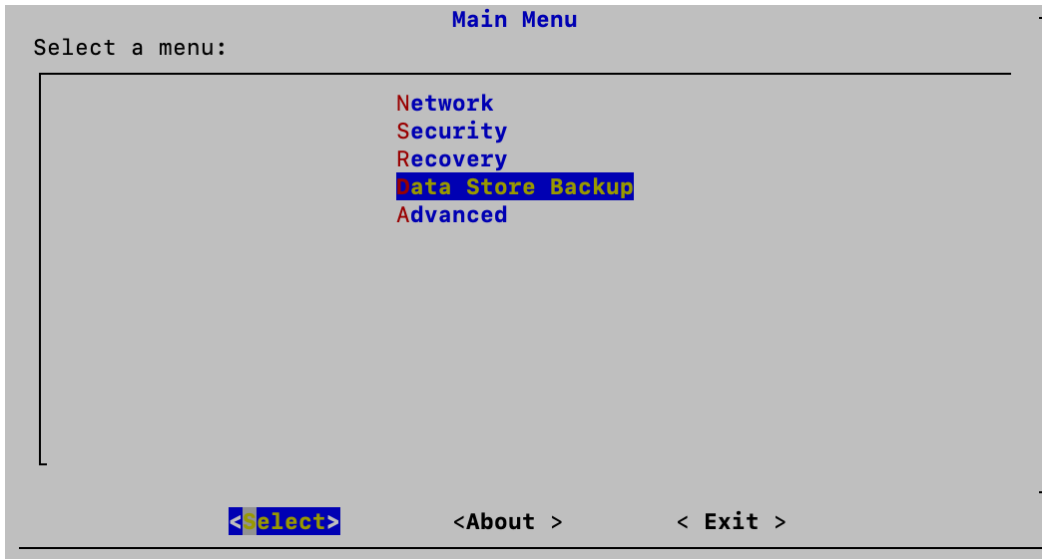 Main Menu
Select a menu:
Network
Security
Recovery
Data Store Backup
Advanced
<Select> <About > < Exit >